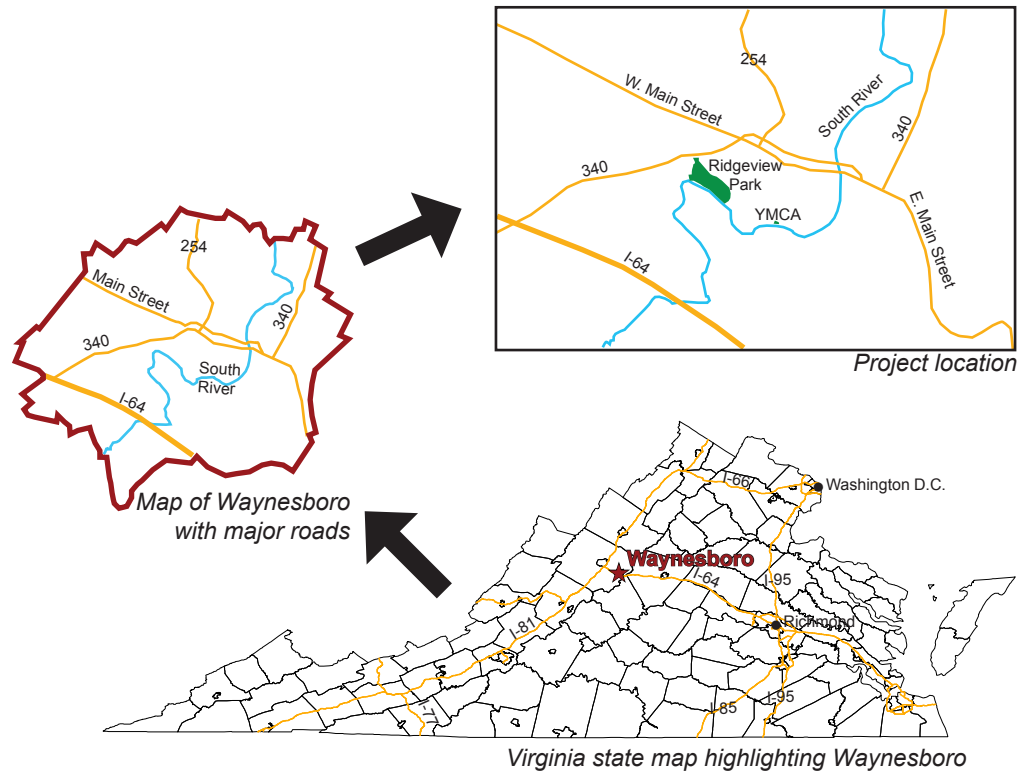 254
W. Main Street
South River
340
340
Ridgeview
Park
YMCA
E. Main Street
I-64
Project location
254
Main Street
340
340
South
River
I-64
Map of Waynesboro
with major roads
I-66
Washington D.C.
Waynesboro
I-64
I-95
Richmond
I-81
I-77
I-85
I-95
Virginia state map highlighting Waynesboro